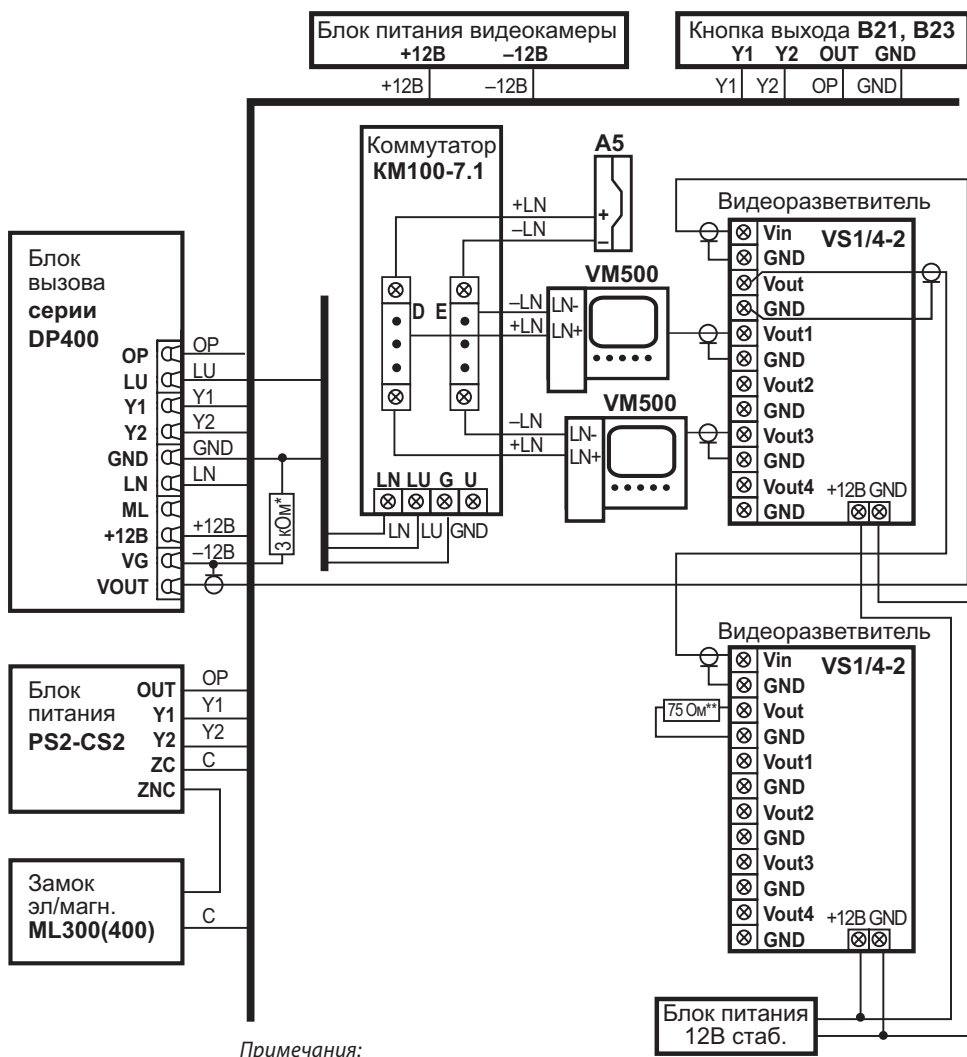 Блок питания видеокамеры
+12В –12В
+12В –12В
Кнопка выхода В21, В23
Y1 Y2 OUT GND
Y1 Y2 OP GND
Коммутатор
КМ100-7.1
A5
+LN
–LN
+
–
D E
VM500
–LN LN-
+LN LN+
VM500
–LN LN-
+LN LN+
LN LU G U
LN LU GND
Видеоразветвитель
VS1/4-2
Vin
GND
Vout
GND
Vout1
GND
Vout2
GND
Vout3
GND
Vout4
GND
+12В GND
Блок
вызова
серии
DP400
OP OP
LU LU
Y1 Y1
Y2 Y2
GND GND
LN LN
ML
+12В +12В
VG –12В
VOUT
3 кОм*
Видеоразветвитель
VS1/4-2
Vin
GND
Vout
GND
Vout1
GND
Vout2
GND
Vout3
GND
Vout4
GND
+12В GND
75 Ом**
Блок
питания
PS2-CS2
OUT OP
Y1 Y1
Y2 Y2
ZC C
ZNC
Замок
эл/магн.
ML300(400)
C
Блок питания
12В стаб.
Примечания: